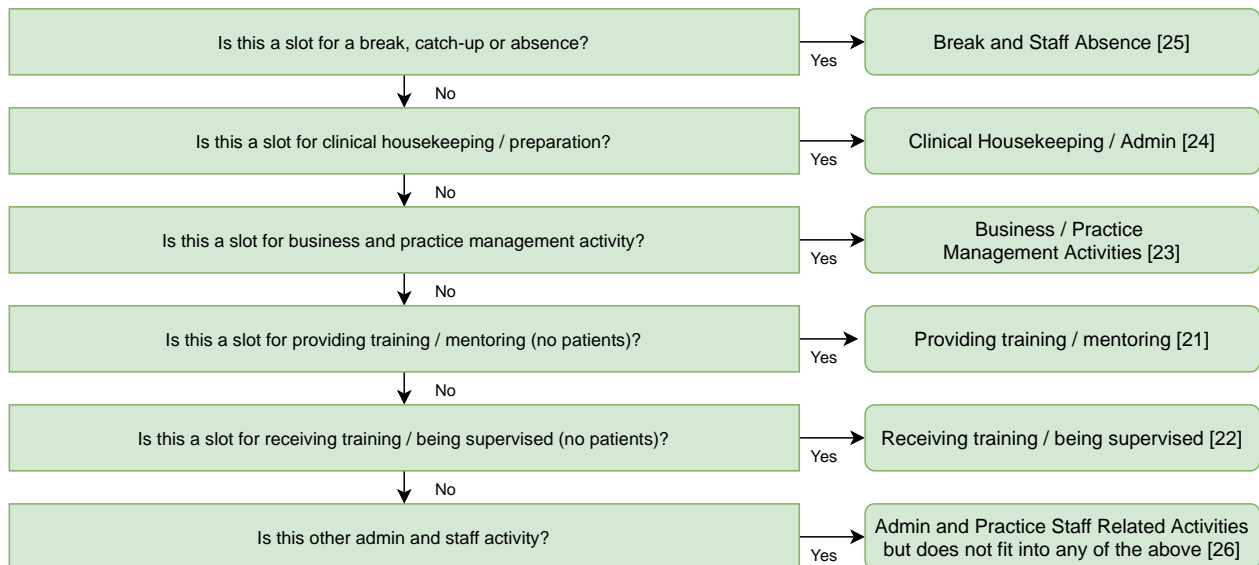 Is this a slot for a break, catch-up or absence?
Yes
Break and Staff Absence [25]
No
Is this a slot for clinical housekeeping / preparation?
Yes
Clinical Housekeeping / Admin [24]
No
Is this a slot for business and practice management activity?
Yes
Business / Practice
Management Activities [23]
No
Is this a slot for providing training / mentoring (no patients)?
Yes
Providing training / mentoring [21]
No
Is this a slot for receiving training / being supervised (no patients)?
Yes
Receiving training / being supervised [22]
No
Is this other admin and staff activity?
Yes
Admin and Practice Staff Related Activities
but does not fit into any of the above [26]